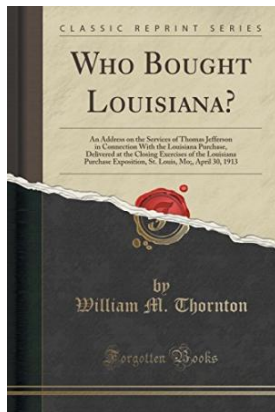 CLASSIC REPRINT SERIES
WHO BOUGHT
LOUISIANA?
An Address on the Services of Thomas Jefferson
in Connection With the Louisiana Purchase,
Delivered at the Closing Exercises of the Louisiana
Purchase Exposition, St. Louis, Mo;, April 30, 1913
by
William M. Thornton
Forgotten Books